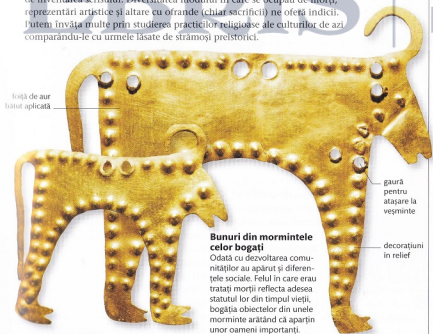 de inventarea scrisului. Diversitatea modului în care se ocupau de morți,
reprezentări artistice și altare cu ofrande (chiar sacrificii) ne oferă indicii.
Putem învăța multe prin studierea practicilor religioase ale culturilor de azi
comparându-le cu urmele lăsate de strămoși preistorici.
foiță de aur
bătut aplicată
gaură
pentru
atașare la
veșminte
Bunuri din mormintele
celor bogați
Odată cu dezvoltarea comu-
nităților au apărut și diferen-
țele sociale. Felul în care erau
tratați morții reflecta adesea
statutul lor din timpul vieții,
bogăția obiectelor din unele
morminte arătând că aparțin
unor oameni importanți.
decorațiuni
în relief